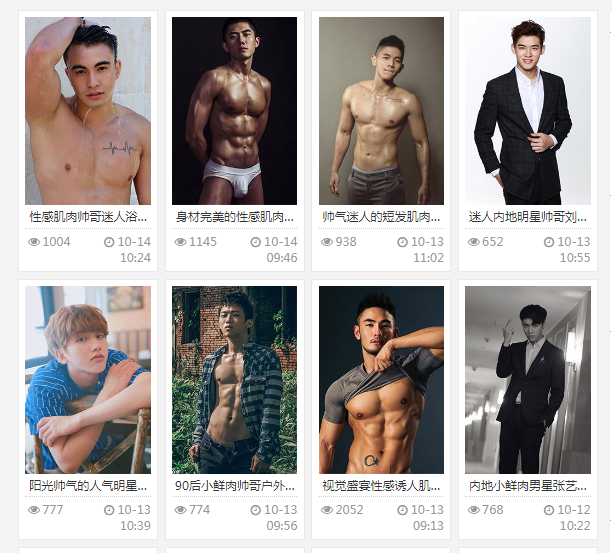 性感肌肉帅哥迷人浴...
身材完美的性感肌肉...
帅气迷人的短发肌肉...
迷人内地明星帅哥刘...
1004 10-14
10:24
1145 10-14
09:46
938 10-13
11:02
652 10-13
10:55
阳光帅气的人气明星...
90后小鲜肉帅哥户外...
视觉盛宴性感诱人肌...
内地小鲜肉男星张艺...
777 10-13
10:39
774 10-13
09:56
2052 10-13
09:13
768 10-12
10:22